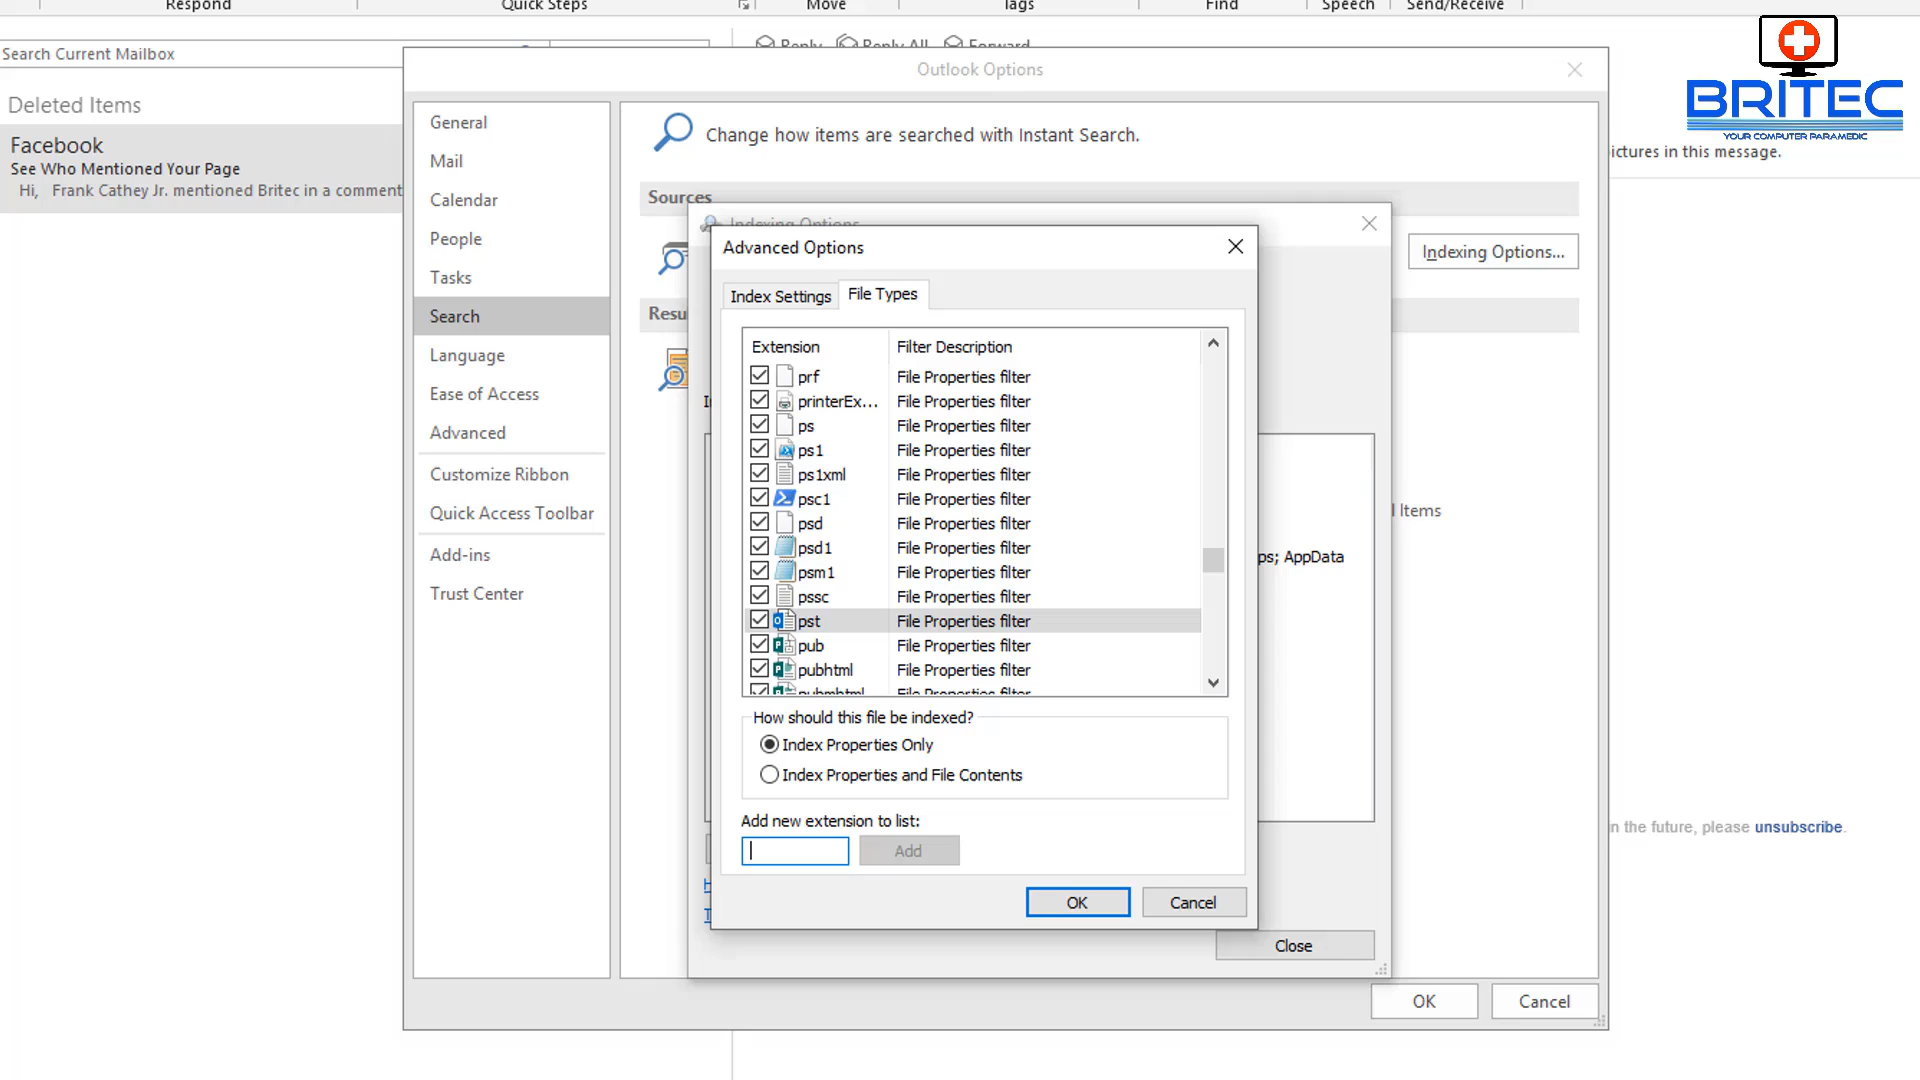 Respond
Quick Steps
Move
Tags
Find
Speech
Send/Receive
Search Current Mailbox
Reply
Reply All
Forward
Deleted Items
Facebook
See Who Mentioned Your Page
Hi, Frank Cathey Jr. mentioned Britec in a comment
BRITEC
YOUR COMPUTER PARAMEDIC
ictures in this message.
Outlook Options
General
Mail
Calendar
People
Tasks
Search
Language
Ease of Access
Advanced
Customize Ribbon
Quick Access Toolbar
Add-ins
Trust Center
Change how items are searched with Instant Search.
Sources
Indexing Options...
Resu
Indexing Options
Advanced Options
Index Settings
File Types
Extension Filter Description
prf File Properties filter
printerEx... File Properties filter
ps File Properties filter
ps1 File Properties filter
ps1xml File Properties filter
psc1 File Properties filter
psd File Properties filter
psd1 File Properties filter
psm1 File Properties filter
pssc File Properties filter
pst File Properties filter
pub File Properties filter
pubhtml File Properties filter
pubmhtml File Properties filter
How should this file be indexed?
Index Properties Only
Index Properties and File Contents
Add new extension to list:
Add
OK
Cancel
l Items
ps; AppData
Close
OK
Cancel
n the future, please unsubscribe.